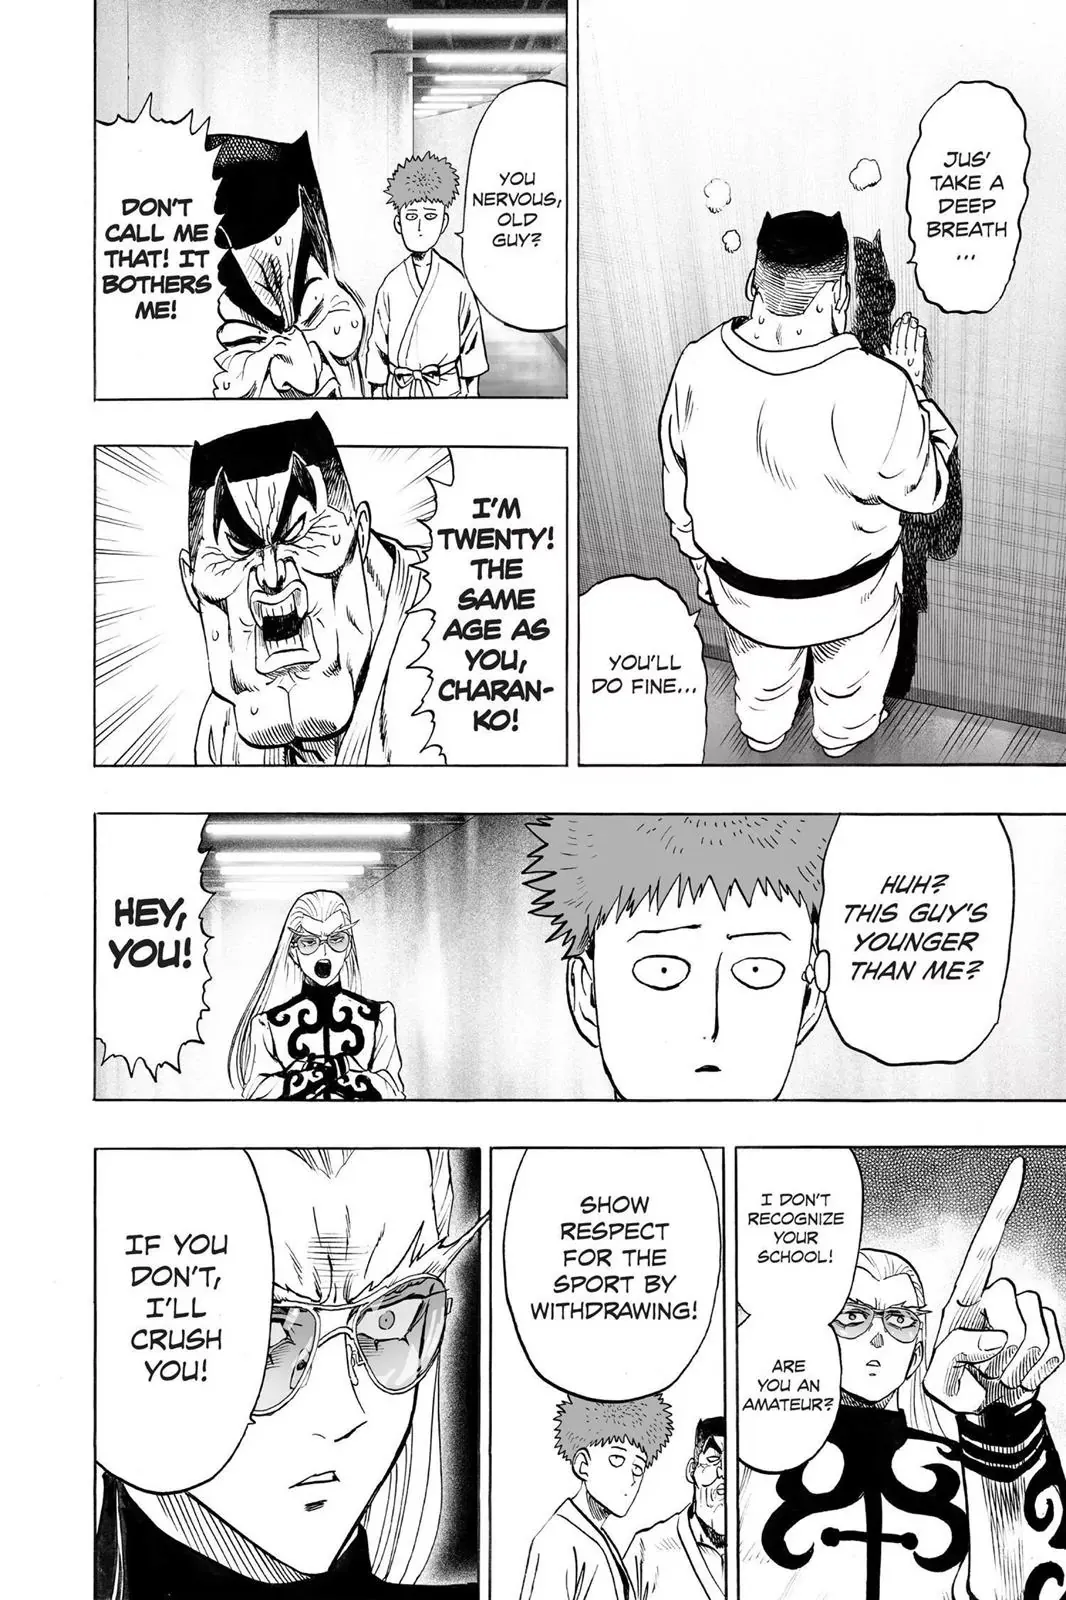 JUS'
TAKE A
DEEP
BREATH
...
YOU'LL
DO FINE...
YOU
NERVOUS,
OLD
GUY?
DON'T
CALL ME
THAT! IT
BOTHERS
ME!
I'M
TWENTY!
THE
SAME
AGE AS
YOU,
CHARAN-
KO!
HUH?
THIS GUY'S
YOUNGER
THAN ME?
HEY,
YOU!
I DON'T
RECOGNIZE
YOUR
SCHOOL!
ARE
YOU AN
AMATEUR?
SHOW
RESPECT
FOR THE
SPORT BY
WITHDRAWING!
IF YOU
DON'T,
I'LL
CRUSH
YOU!